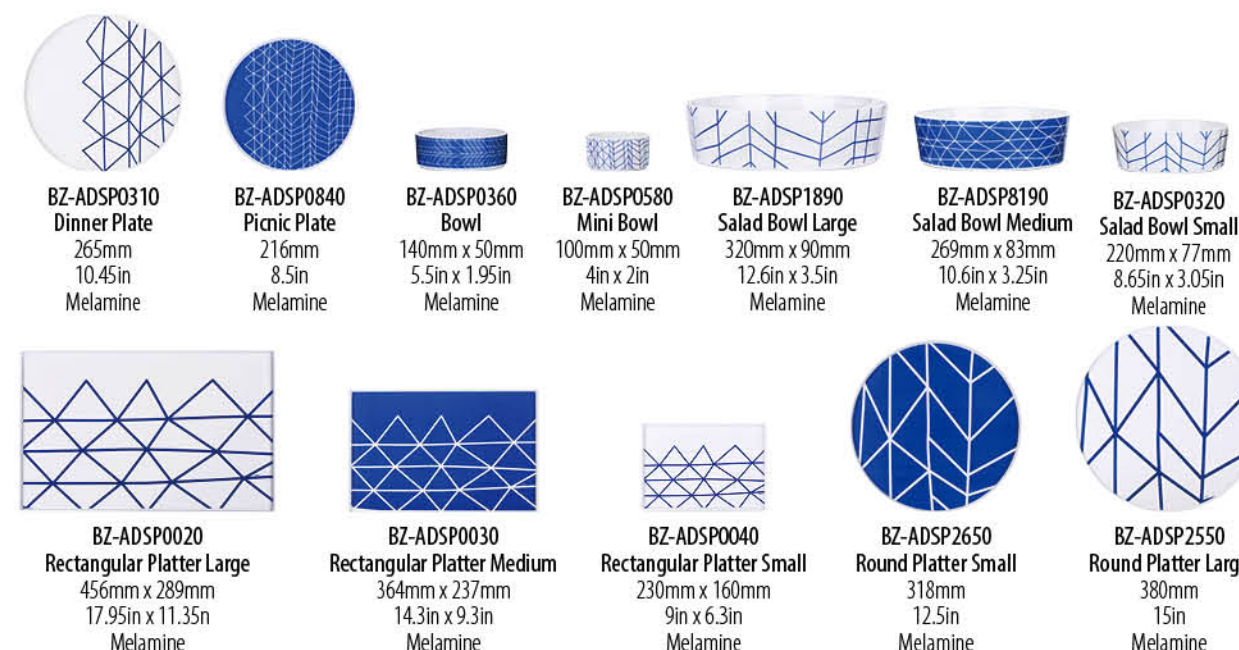 BZ-ADSP0310
Dinner Plate
265mm
10.45in
Melamine
BZ-ADSP0840
Picnic Plate
216mm
8.5in
Melamine
BZ-ADSP0360
Bowl
140mm x 50mm
5.5in x 1.95in
Melamine
BZ-ADSP0580
Mini Bowl
100mm x 50mm
4in x 2in
Melamine
BZ-ADSP1890
Salad Bowl Large
320mm x 90mm
12.6in x 3.5in
Melamine
BZ-ADSP8190
Salad Bowl Medium
269mm x 83mm
10.6in x 3.25in
Melamine
BZ-ADSP0320
Salad Bowl Small
220mm x 77mm
8.65in x 3.05in
Melamine
BZ-ADSP0020
Rectangular Platter Large
456mm x 289mm
17.95in x 11.35n
Melamine
BZ-ADSP0030
Rectangular Platter Medium
364mm x 237mm
14.3in x 9.3in
Melamine
BZ-ADSP0040
Rectangular Platter Small
230mm x 160mm
9in x 6.3in
Melamine
BZ-ADSP2650
Round Platter Small
318mm
12.5in
Melamine
BZ-ADSP2550
Round Platter Larg
380mm
15in
Melamine